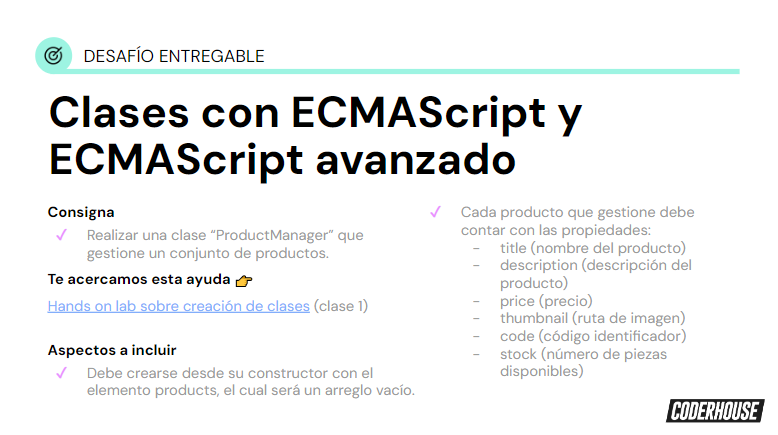 DESAFÍO ENTREGABLE
Clases con ECMAScript y
ECMAScript avanzado
Consigna
✓ Realizar una clase “ProductManager” que
gestione un conjunto de productos.
Te acercamos esta ayuda 👉
Hands on lab sobre creación de clases (clase 1)
Aspectos a incluir
✓ Debe crearse desde su constructor con el
elemento products, el cual será un arreglo vacío.
✓ Cada producto que gestione debe
contar con las propiedades:
- title (nombre del producto)
- description (descripción del
producto)
- price (precio)
- thumbnail (ruta de imagen)
- code (código identificador)
- stock (número de piezas
disponibles)
CODERHOUSE